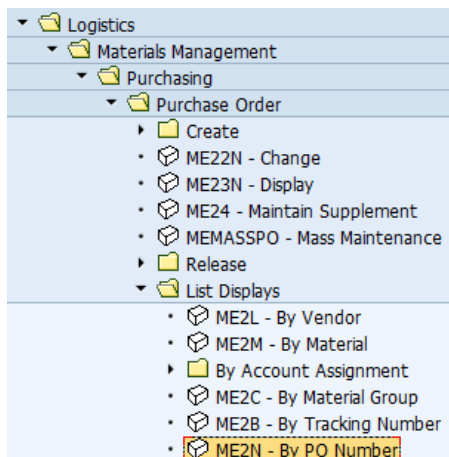 Logistics
Materials Management
Purchasing
Purchase Order
Create
ME22N - Change
ME23N - Display
ME24 - Maintain Supplement
MEMASSPO - Mass Maintenance
Release
List Displays
ME2L - By Vendor
ME2M - By Material
By Account Assignment
ME2C - By Material Group
ME2B - By Tracking Number
ME2N - By PO Number